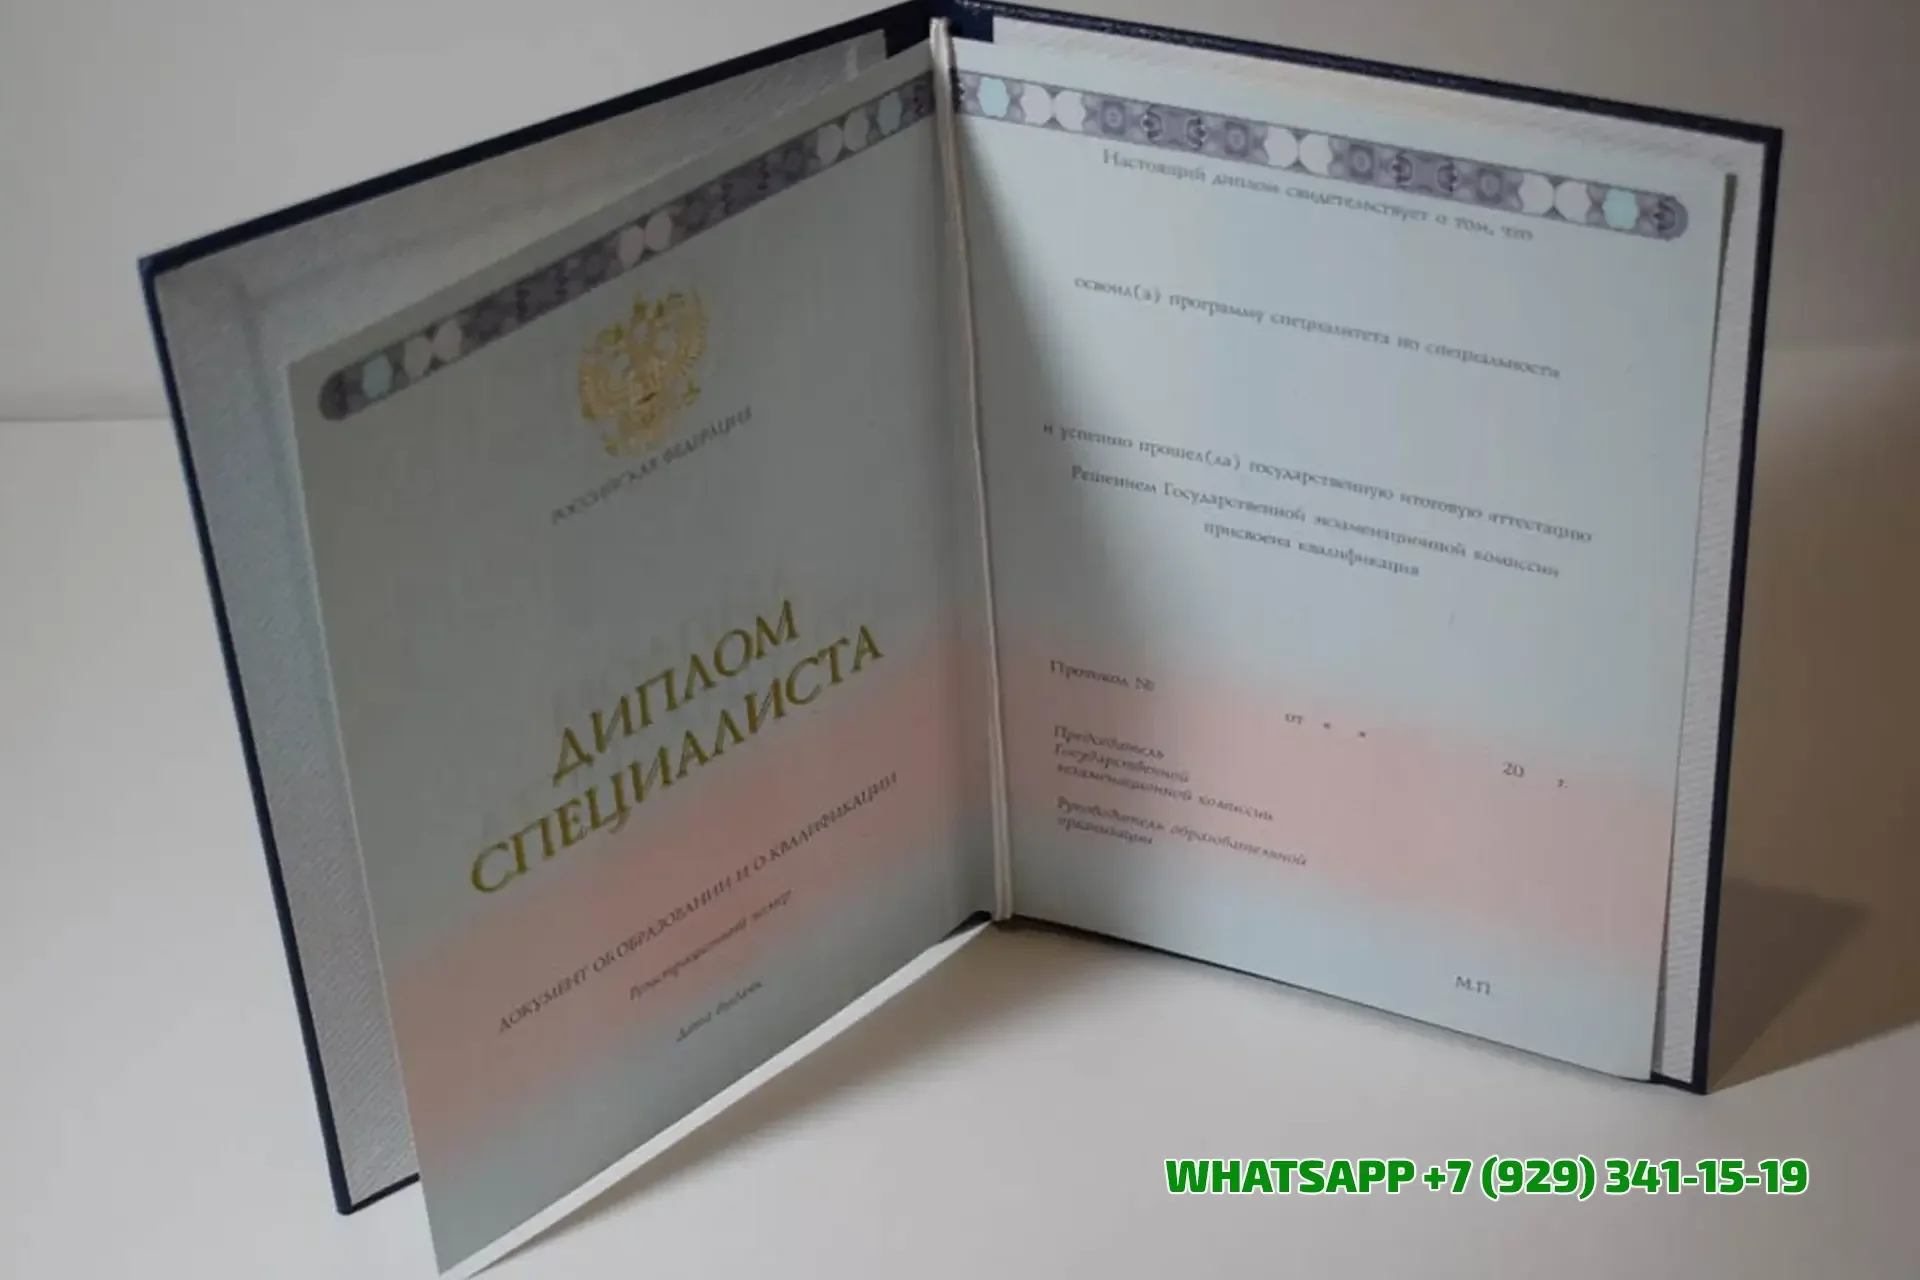 РОССИЙСКАЯ ФЕДЕРАЦИЯ
ДИПЛОМ
СПЕЦИАЛИСТА
ДОКУМЕНТ ОБ ОБРАЗОВАНИИ И О КВАЛИФИКАЦИИ
Регистрационный номер
Дата выдачи
Настоящий диплом свидетельствует о том, что
освоил(а) программу специалитета по специальности
и успешно прошел(ла) государственную итоговую аттестацию
Решением Государственной экзаменационной комиссии
присвоена квалификация
Протокол №
от « » 20 г.
Председатель
Государственной
экзаменационной комиссии
Руководитель образовательной
организации
М.П.
WHATSAPP +7 (929) 341-15-19